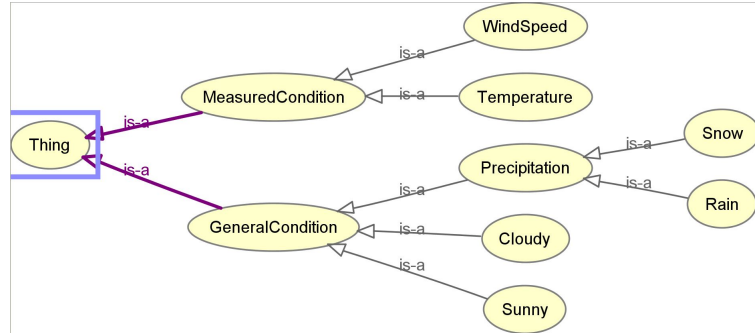 WindSpeed
is-a
MeasuredCondition
is-a
Temperature
is-a
Thing
is-a
Snow
is-a
Precipitation
is-a
is-a
Rain
GeneralCondition
is-a
Cloudy
is-a
Sunny